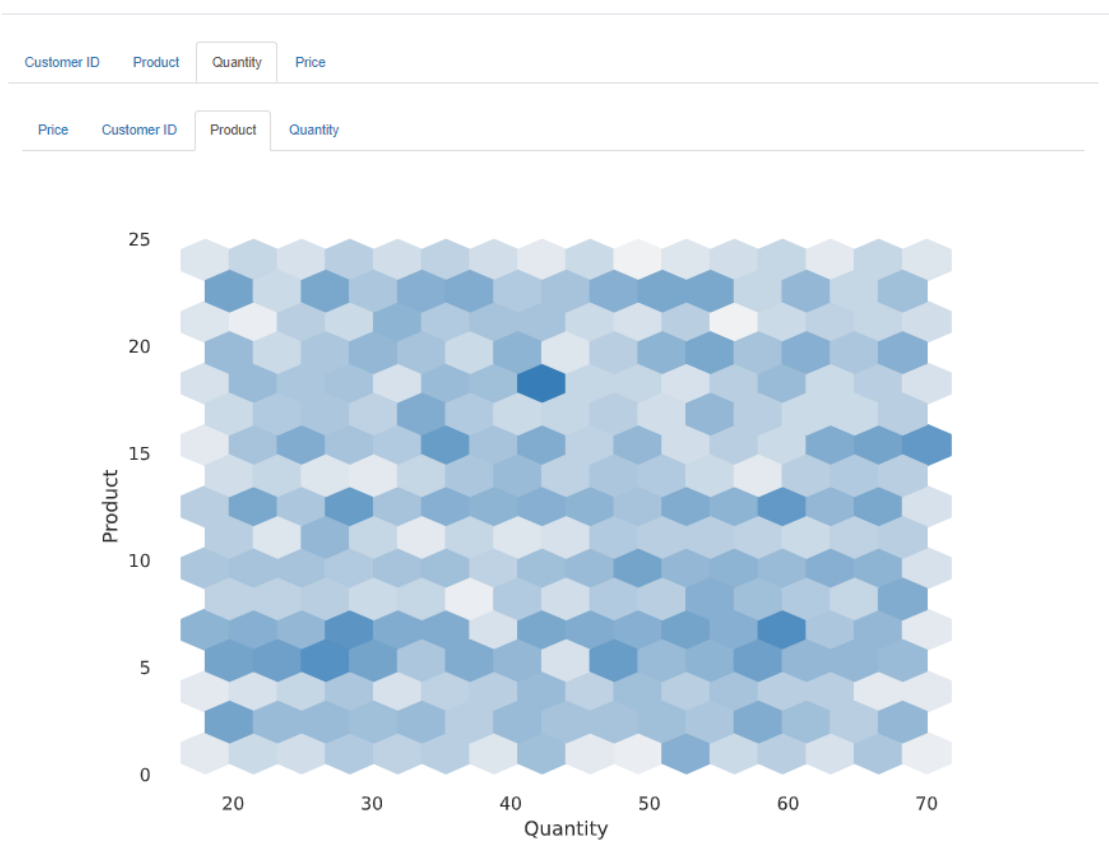 Customer ID Product Quantity Price
Price Customer ID Product Quantity
25
20
15
Product
10
5
0
20 30 40 50 60 70
Quantity